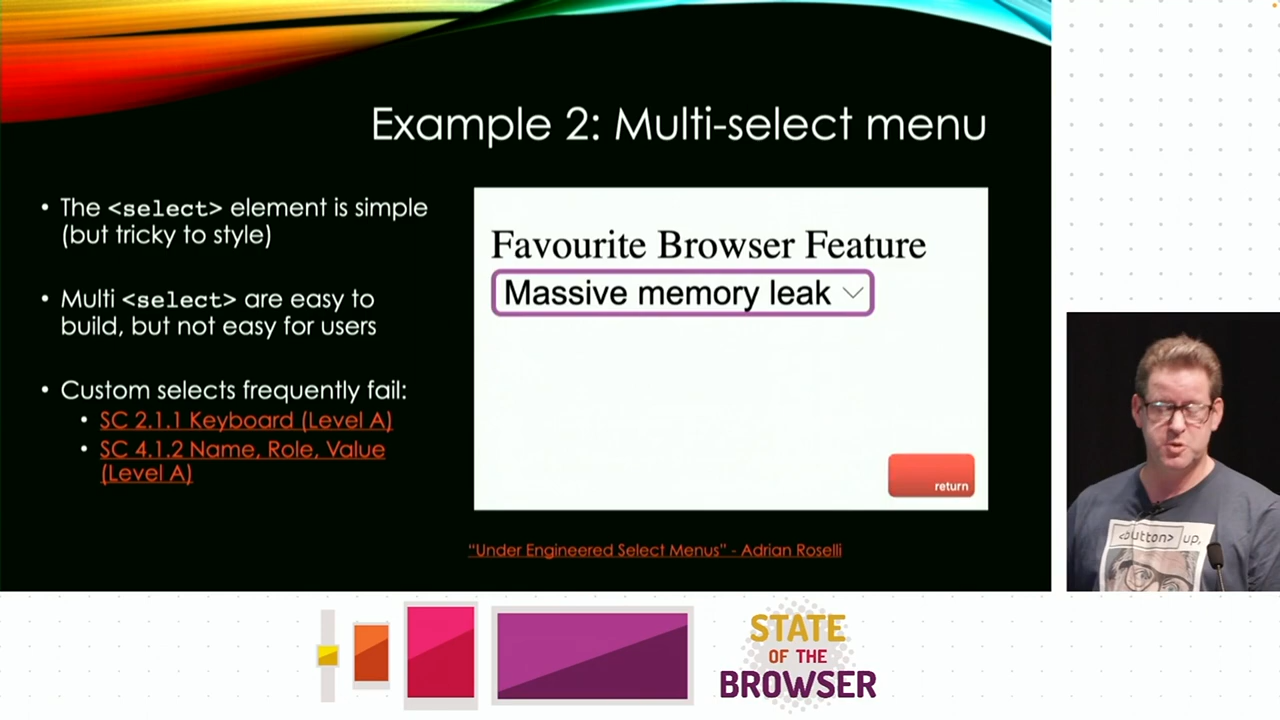 Example 2: Multi-select menu
• The <select> element is simple
(but tricky to style)
• Multi <select> are easy to
build, but not easy for users
• Custom selects frequently fail:
• SC 2.1.1 Keyboard (Level A)
• SC 4.1.2 Name, Role, Value
(Level A)
Favourite Browser Feature
Massive memory leak
return
"Under Engineered Select Menus" - Adrian Roselli
<button> up,
STATE
OF THE
BROWSER